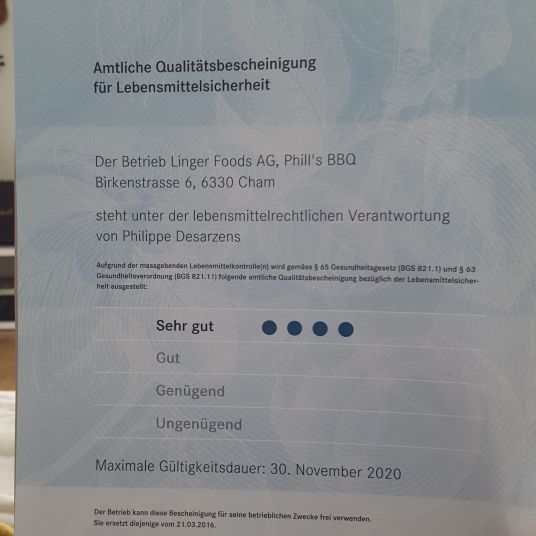 Amtliche Qualitätsbescheinigung
für Lebensmittelsicherheit
Der Betrieb Linger Foods AG, Phill's BBQ
Birkenstrasse 6, 6330 Cham
steht unter der lebensmittelrechtlichen Verantwortung
von Philippe Desarzens
Aufgrund der massgebenden Lebensmittelkontrolle(n) wird gemäss § 65 Gesundheitsgesetz (BGS 821.1) und § 63
Gesundheitsverordnung (BGS 821.11) folgende amtliche Qualitätsbescheinigung bezüglich der Lebensmittelsicher-
heit ausgestellt:
Sehr gut
Gut
Genügend
Ungenügend
Maximale Gültigkeitsdauer: 30. November 2020
Der Betrieb kann diese Bescheinigung für seine betrieblichen Zwecke frei verwenden.
Sie ersetzt diejenige vom 21.03.2016.